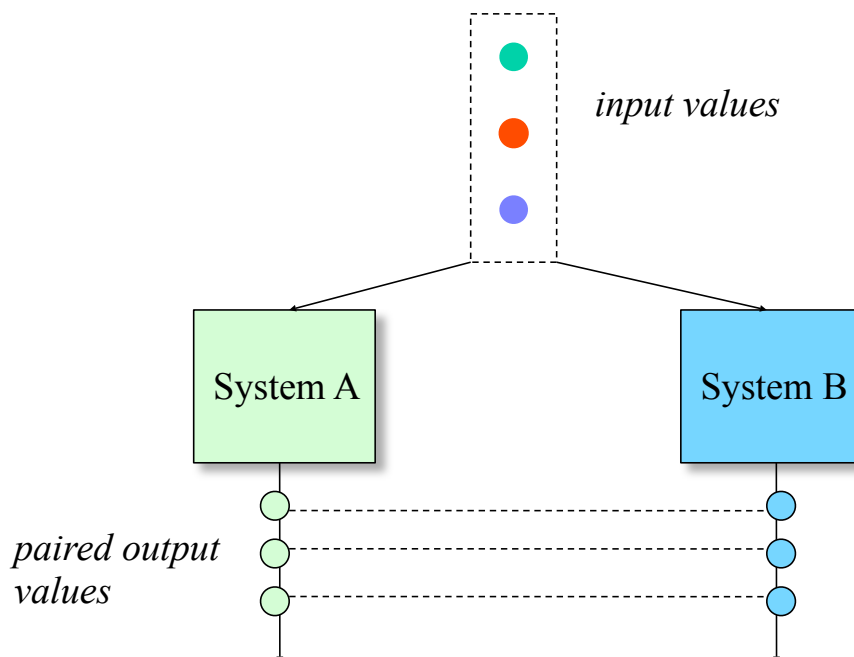 input values
System A
System B
paired output
values